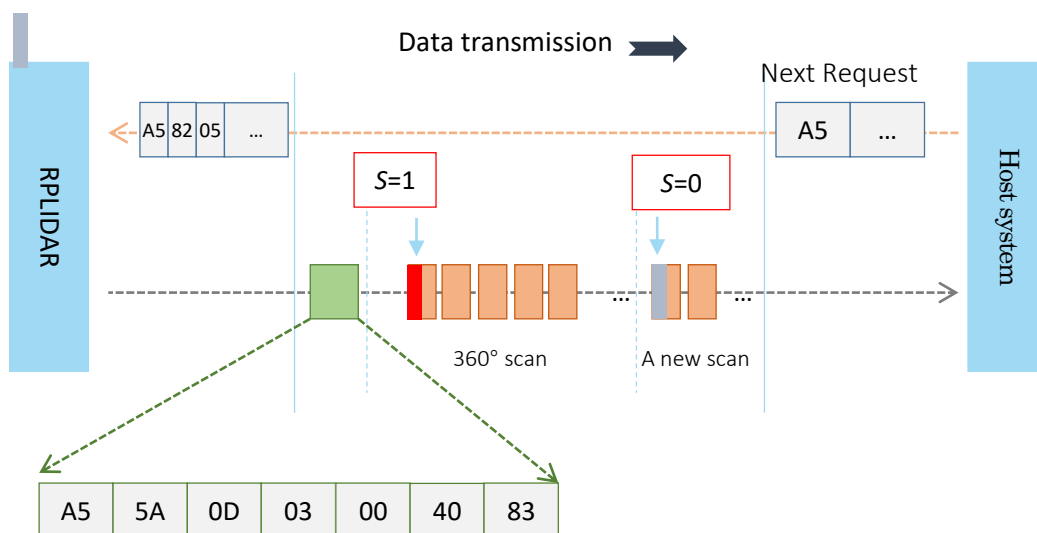 Data transmission
Next Request
A5 82 05 ...
A5 ...
RPLIDAR
Host system
S=1
S=0
... ...
360° scan
A new scan
A5 5A 0D 03 00 40 83